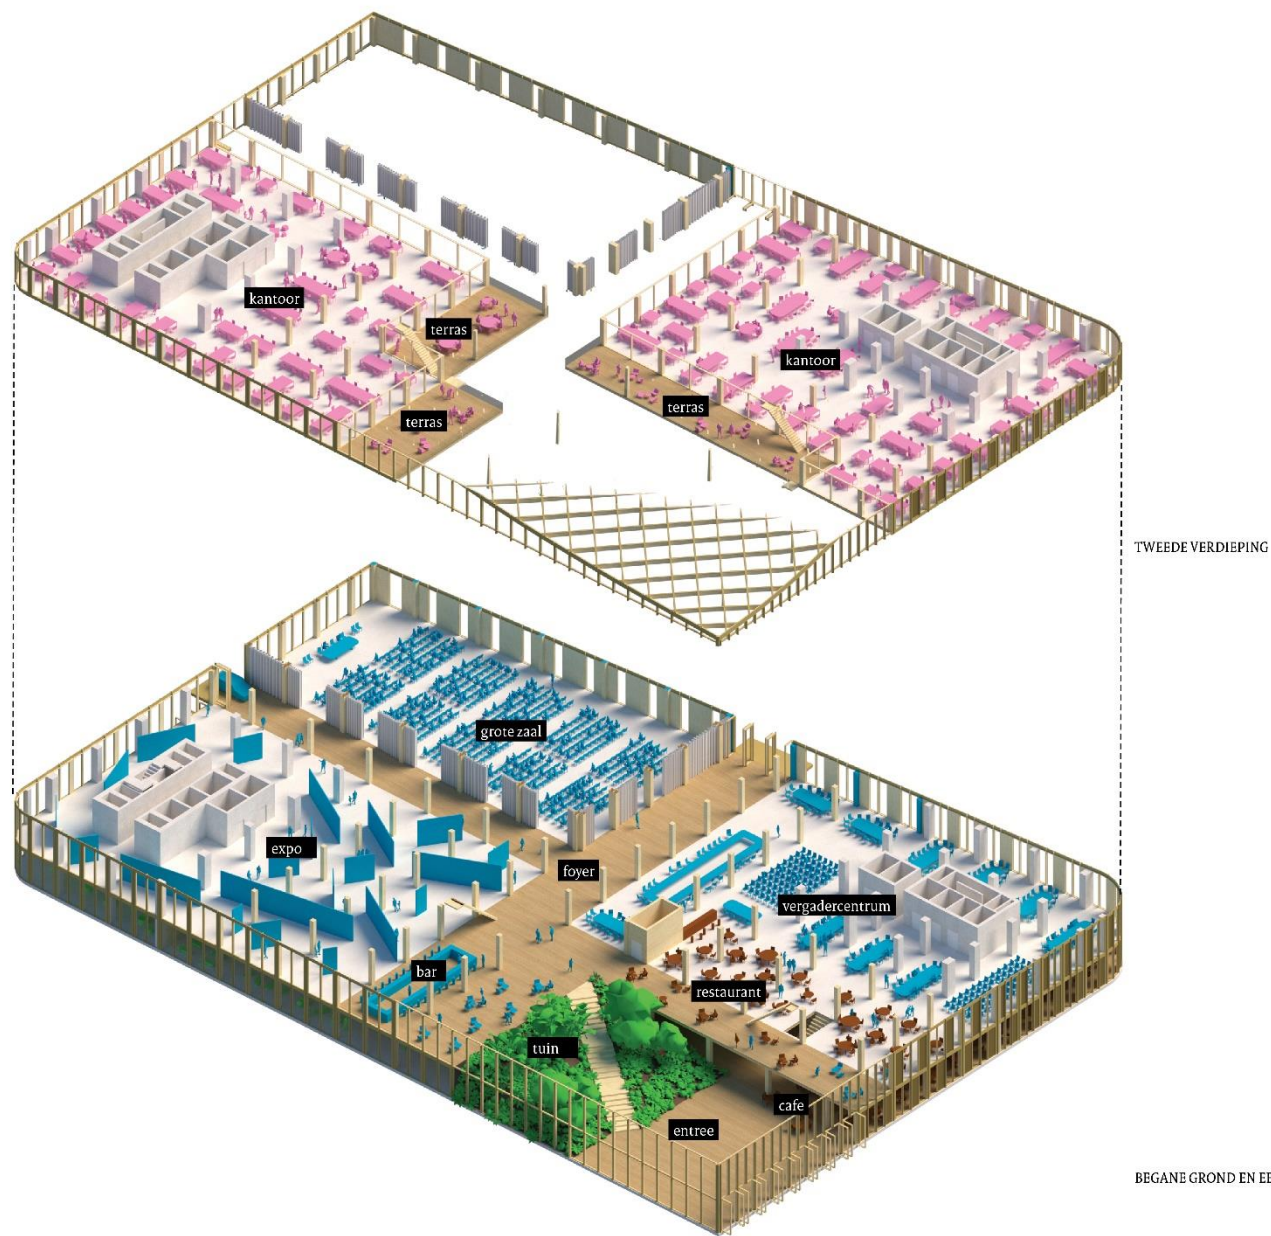 kantoor
terras
kantoor
terras
terras
TWEEDE VERDIEPING
grote zaal
expo
foyer
vergadercentrum
bar
restaurant
tuin
cafe
entree
BEGANE GROND EN EE